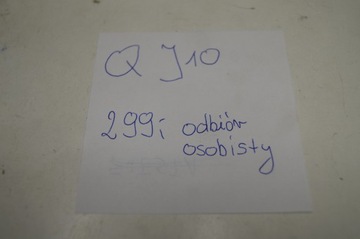 Q J10
299; odbiór
osobisty